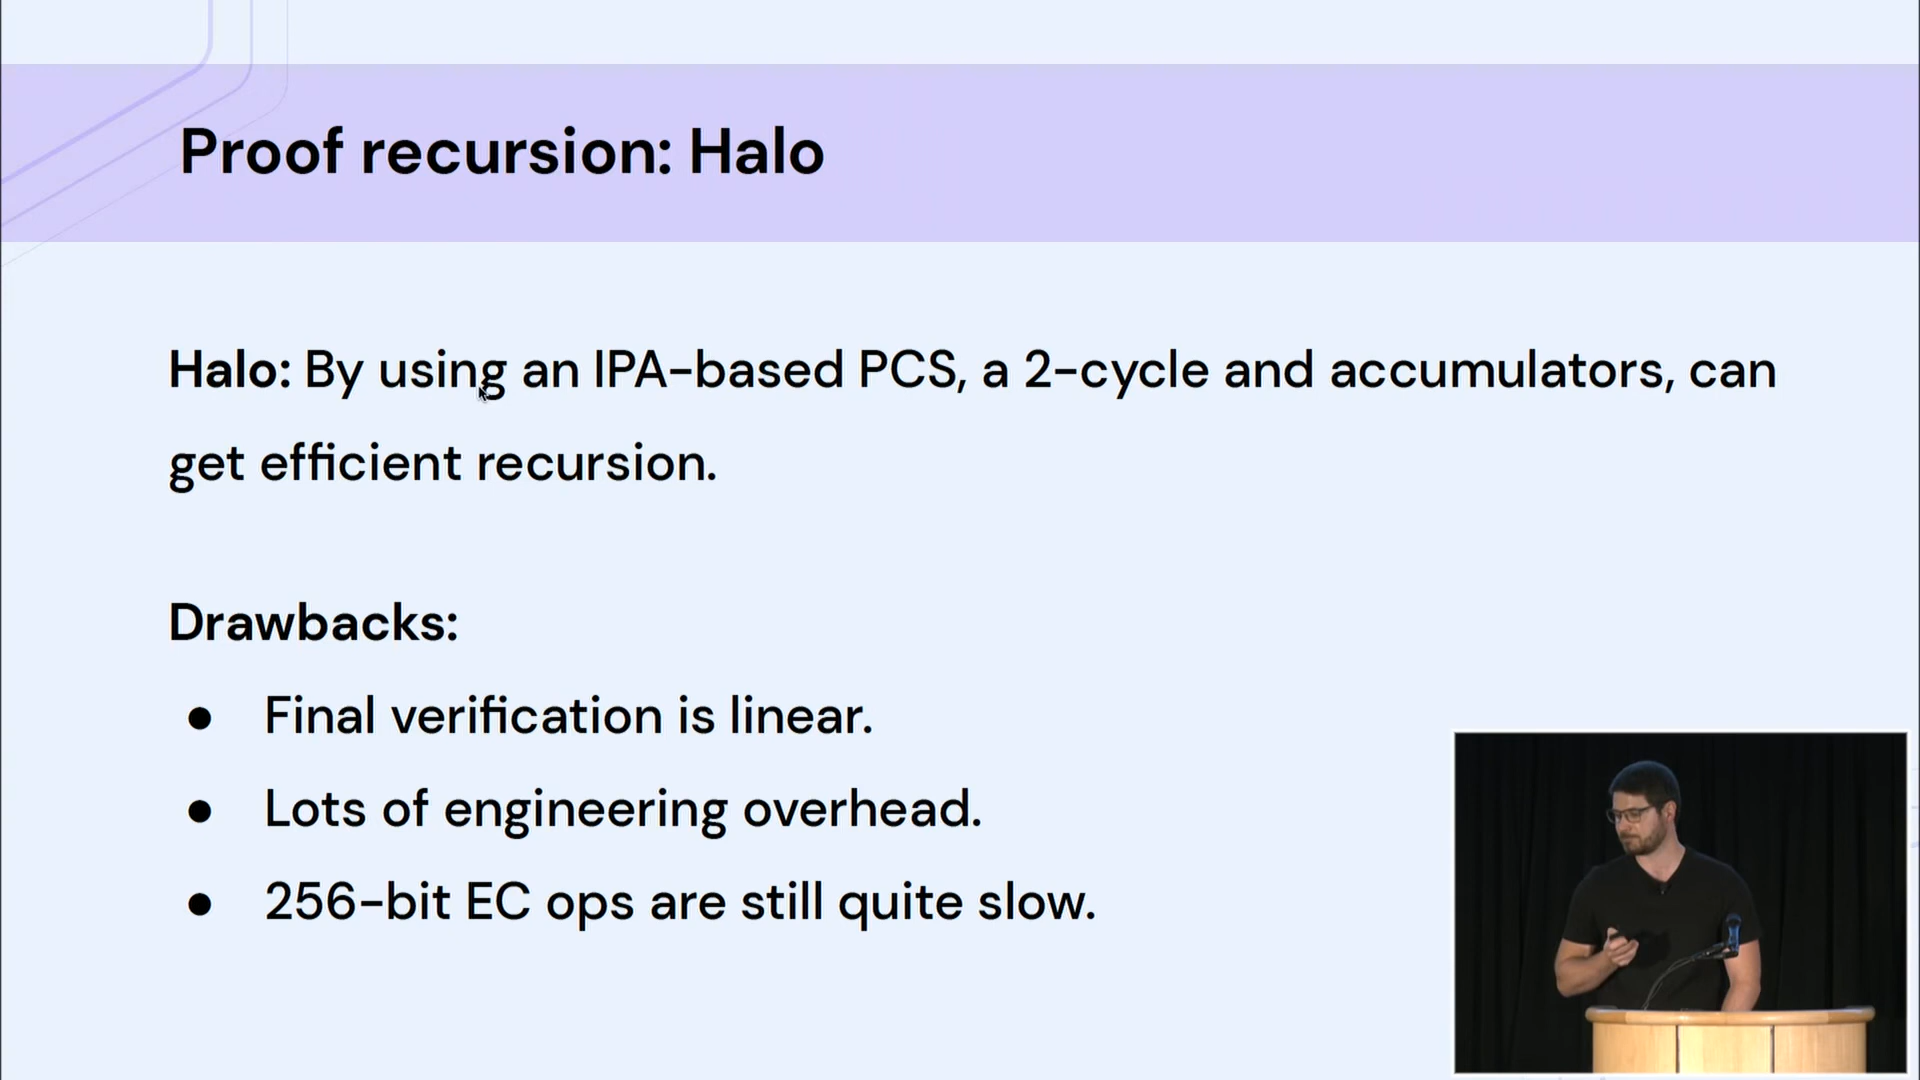 Proof recursion: Halo
Halo: By using an IPA-based PCS, a 2-cycle and accumulators, can
get efficient recursion.
Drawbacks:
● Final verification is linear.
● Lots of engineering overhead.
● 256-bit EC ops are still quite slow.